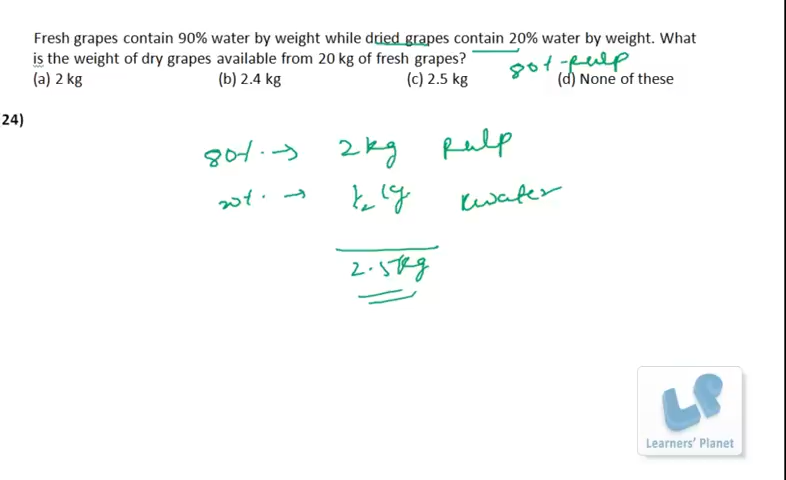 Fresh grapes contain 90% water by weight while dried grapes contain 20% water by weight. What
is the weight of dry grapes available from 20 kg of fresh grapes?
80% - Pulp
(a) 2 kg (b) 2.4 kg (c) 2.5 kg (d) None of these
24)
80% → 2 kg Pulp
20% → ½ kg water
2.5 kg
LP
Learners' Planet